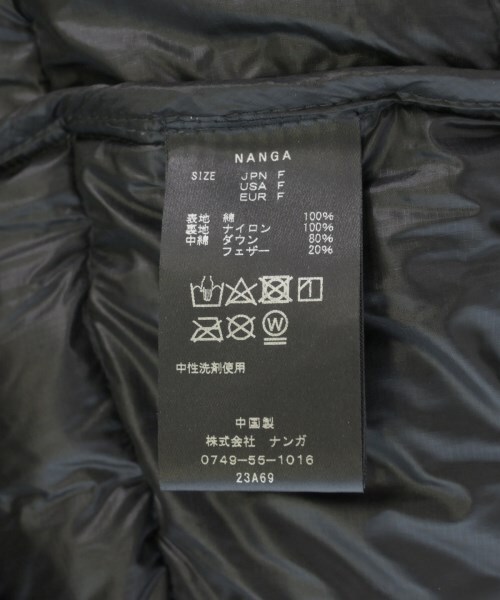 NANGA
SIZE JPN F
USA F
EUR F
表地 綿 100%
裏地 ナイロン 100%
中綿 ダウン 80%
フェザー 20%
W
中性洗剤使用
中国製
株式会社 ナンガ
0749-55-1016
23A69